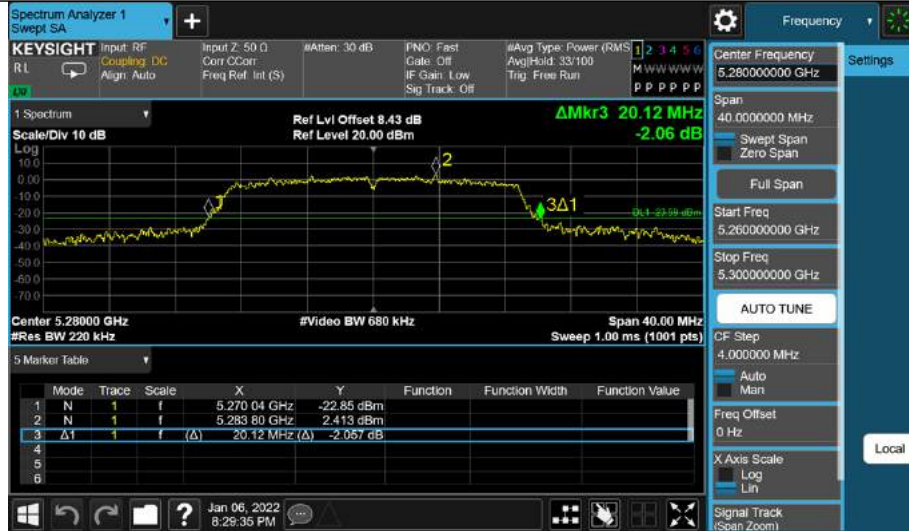 Spectrum Analyzer 1
Swept SA
+
Frequency
Settings
KEYSIGHT
RL
Input: RF
Coupling: DC
Align: Auto
Input Z: 50 Ω
Corr CCorr
Freq Ref: Int (S)
#Atten: 30 dB
PNO: Fast
Gate: Off
IF Gain: Low
Sig Track: Off
#Avg Type: Power (RMS
Avg|Hold: 33/100
Trig: Free Run
1 2 3 4 5 6
M W W W W W
P P P P P P
1 Spectrum
Scale/Div 10 dB
Ref Lvl Offset 8.43 dB
Ref Level 20.00 dBm
ΔMkr3 20.12 MHz
-2.06 dB
Log
10.0
0.00
-10.0
-20.0
-30.0
-40.0
-50.0
-60.0
-70.0
2
3Δ1
DL1 -23.59 dBm
Center 5.28000 GHz
#Res BW 220 kHz
#Video BW 680 kHz
Span 40.00 MHz
Sweep 1.00 ms (1001 pts)
5 Marker Table
Mode Trace Scale X Y Function Function Width Function Value
1 N 1 f 5.270 04 GHz -22.85 dBm
2 N 1 f 5.283 80 GHz 2.413 dBm
3 Δ1 1 f (Δ) 20.12 MHz (Δ) -2.057 dB
4
5
6
Center Frequency
5.280000000 GHz
Span
40.0000000 MHz
Swept Span
Zero Span
Full Span
Start Freq
5.260000000 GHz
Stop Freq
5.300000000 GHz
AUTO TUNE
CF Step
4.000000 MHz
Auto
Man
Freq Offset
0 Hz
X Axis Scale
Log
Lin
Signal Track
(Span Zoom)
Local
?
Jan 06, 2022
8:29:35 PM